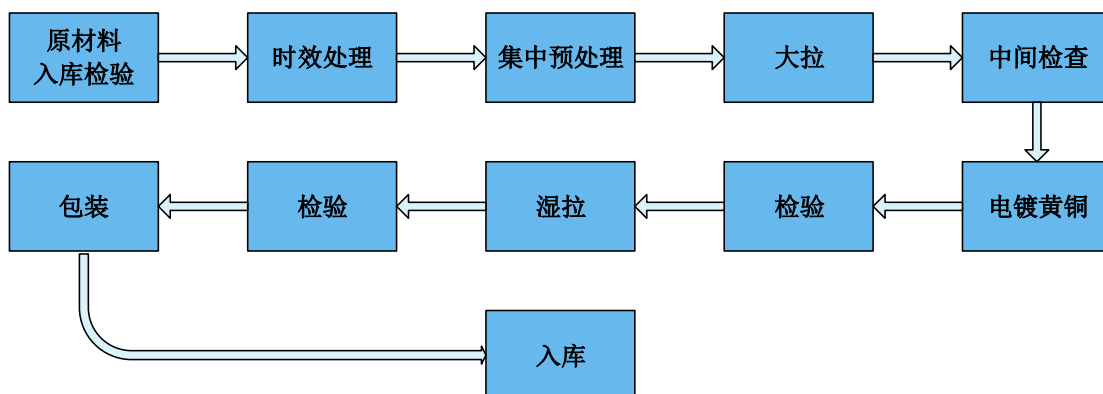 原材料
入库检验
时效处理
集中预处理
大拉
中间检查
电镀黄铜
检验
湿拉
检验
包装
入库